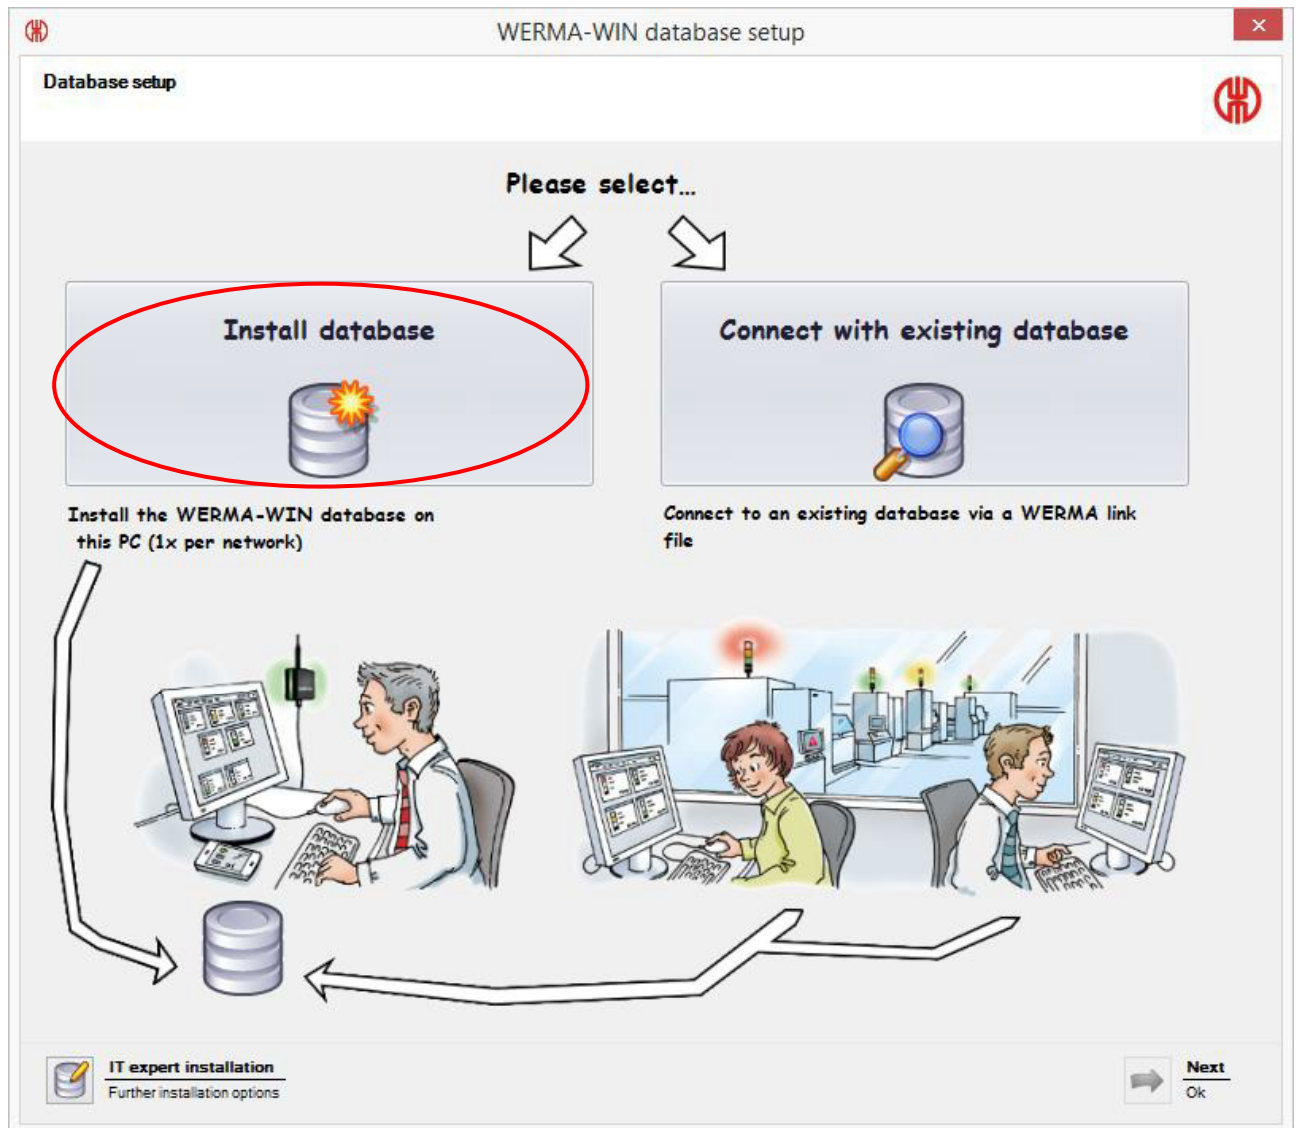 WERMA-WIN database setup
Database setup
Please select...
Install database
Connect with existing database
Install the WERMA-WIN database on
this PC (1x per network)
Connect to an existing database via a WERMA link
file
IT expert installation
Further installation options
Next
Ok